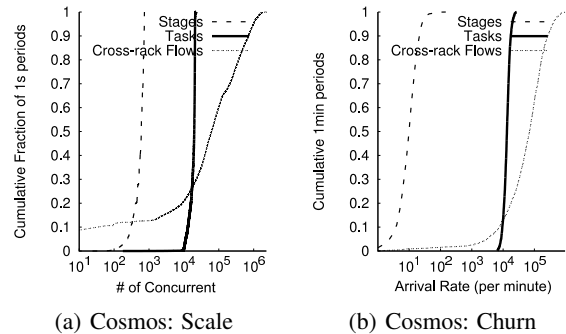 Cumulative Fraction of 1s periods
1
0.9
0.8
0.7
0.6
0.5
0.4
0.3
0.2
0.1
0
Stages
Tasks
Cross-rack Flows
10^1 10^2 10^3 10^4 10^5 10^6
# of Concurrent
(a) Cosmos: Scale
Cumulative 1min periods
1
0.9
0.8
0.7
0.6
0.5
0.4
0.3
0.2
0.1
0
Stages
Tasks
Cross-rack Flows
10^1 10^2 10^3 10^4 10^5
Arrival Rate (per minute)
(b) Cosmos: Churn